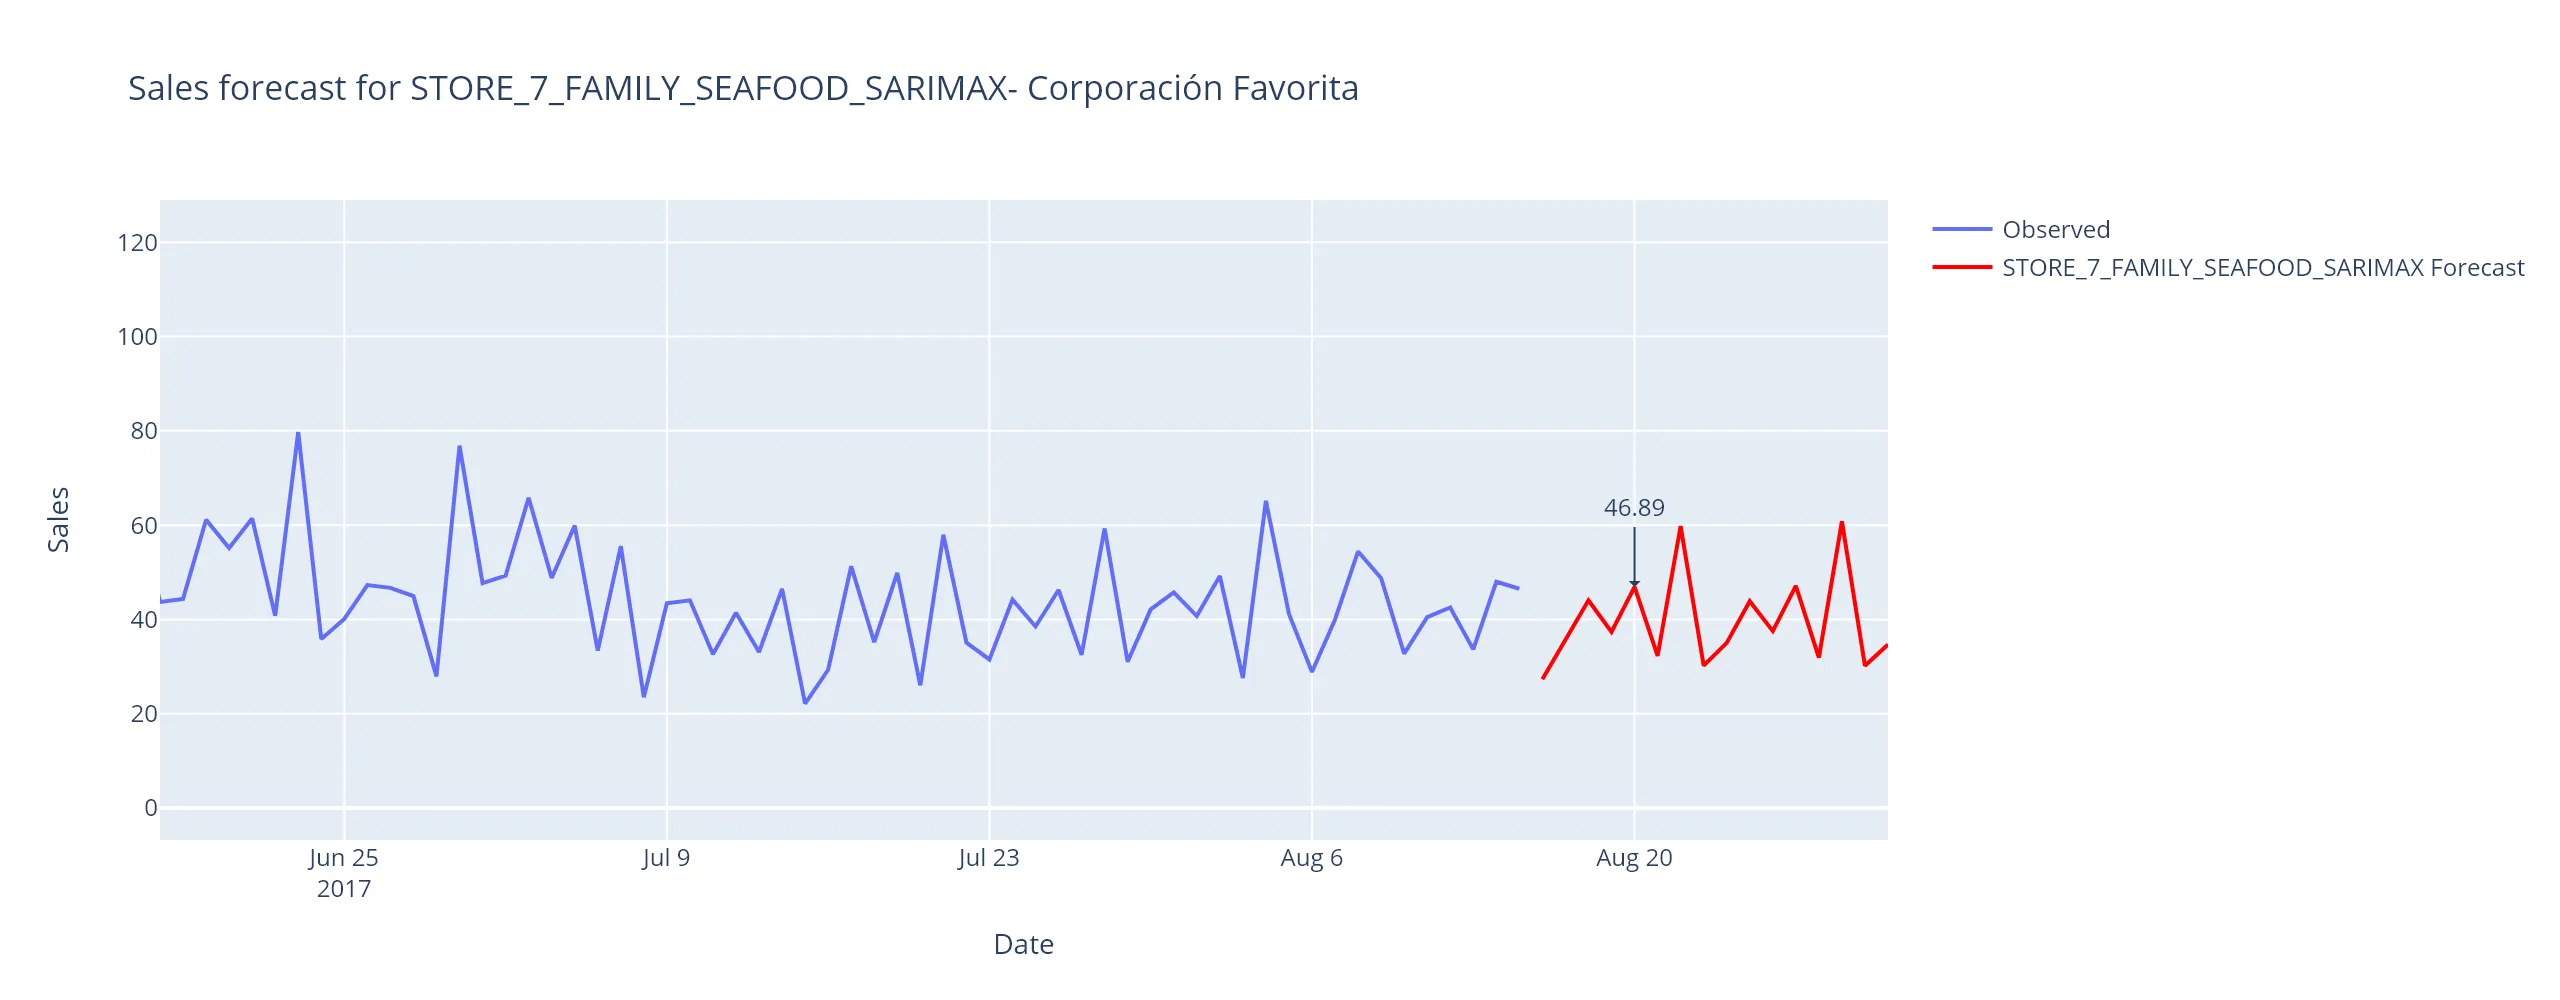 Sales forecast for STORE_7_FAMILY_SEAFOOD_SARIMAX- Corporación Favorita
Observed
STORE_7_FAMILY_SEAFOOD_SARIMAX Forecast
120
100
80
60
40
20
0
Sales
46.89
Jun 25
2017
Jul 9
Jul 23
Aug 6
Aug 20
Date